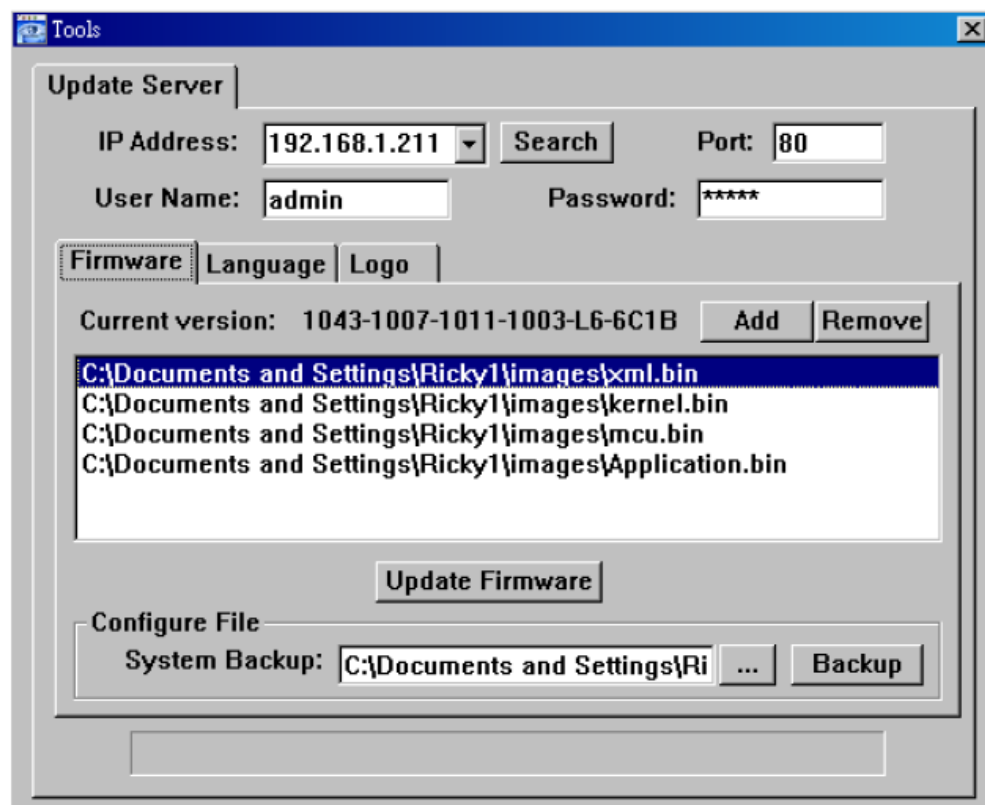 Tools
Update Server
IP Address: 192.168.1.211 Search Port: 80
User Name: admin Password: *****
Firmware Language Logo
Current version: 1043-1007-1011-1003-L6-6C1B Add Remove
C:\Documents and Settings\Ricky1\images\xml.bin
C:\Documents and Settings\Ricky1\images\kernel.bin
C:\Documents and Settings\Ricky1\images\mcu.bin
C:\Documents and Settings\Ricky1\images\Application.bin
Update Firmware
Configure File
System Backup: C:\Documents and Settings\Ri ... Backup